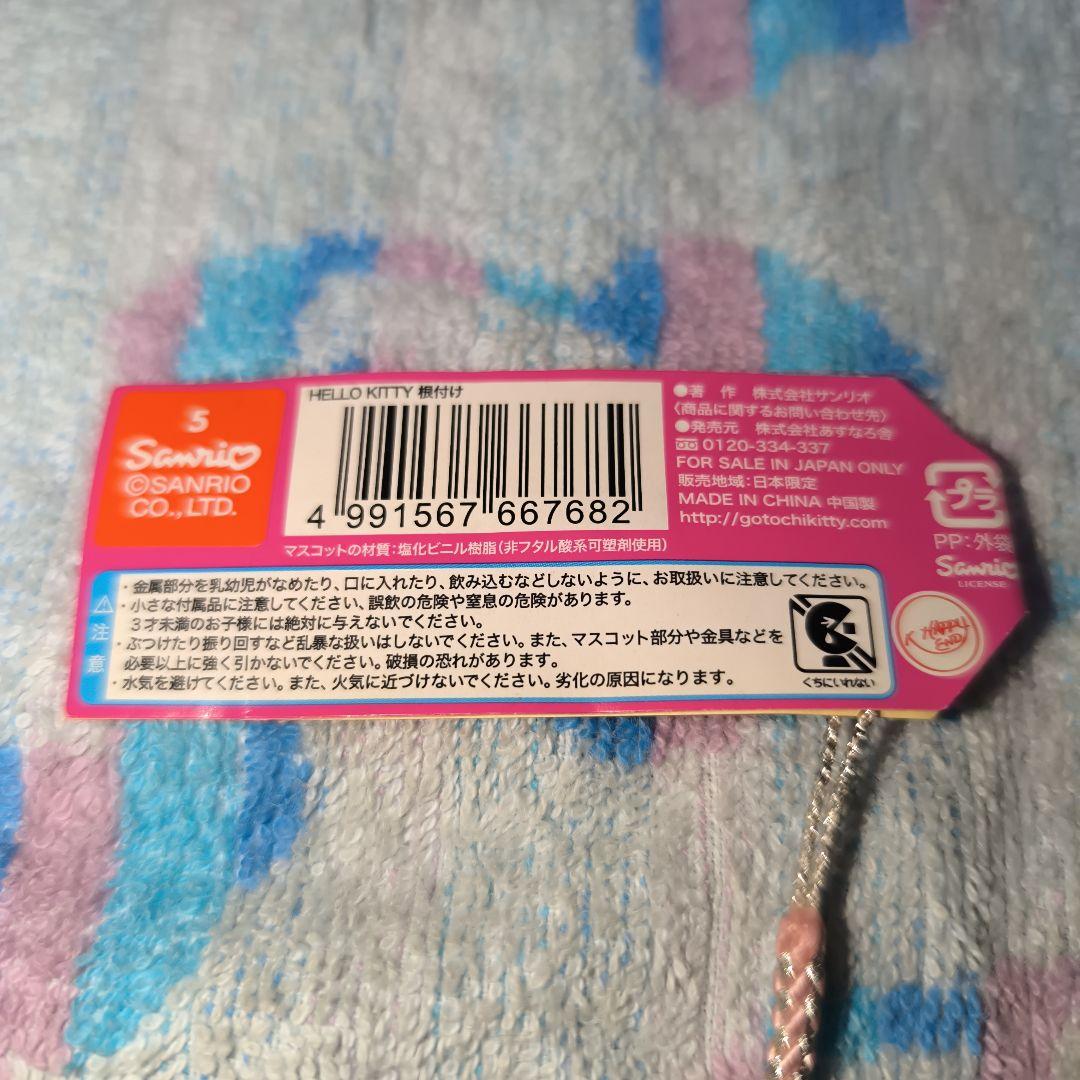 5
Sanrio
©SANRIO
CO.,LTD.
HELLO KITTY 根付け
4 991567 667682
マスコットの材質:塩化ビニル樹脂(非フタル酸系可塑剤使用)
●著 作 株式会社サンリオ
〈商品に関するお問い合わせ先〉
●発売元 株式会社あすなろ舎
0120-334-337
FOR SALE IN JAPAN ONLY
販売地域:日本限定
MADE IN CHINA 中国製
http://gotochikitty.com
プラ
PP:外袋
Sanrio
LICENSE
HAPPY
END
注意
・金属部分を乳幼児がなめたり、口に入れたり、飲み込むなどしないように、お取扱いに注意してください。
・小さな付属品に注意してください、誤飲の危険や窒息の危険があります。
3才未満のお子様には絶対に与えないでください。
・ぶつけたり振り回すなど乱暴な扱いはしないでください。また、マスコット部分や金具などを
必要以上に強く引かないでください。破損の恐れがあります。
・水気を避けてください。また、火気に近づけないでください。劣化の原因になります。
くちにいれない